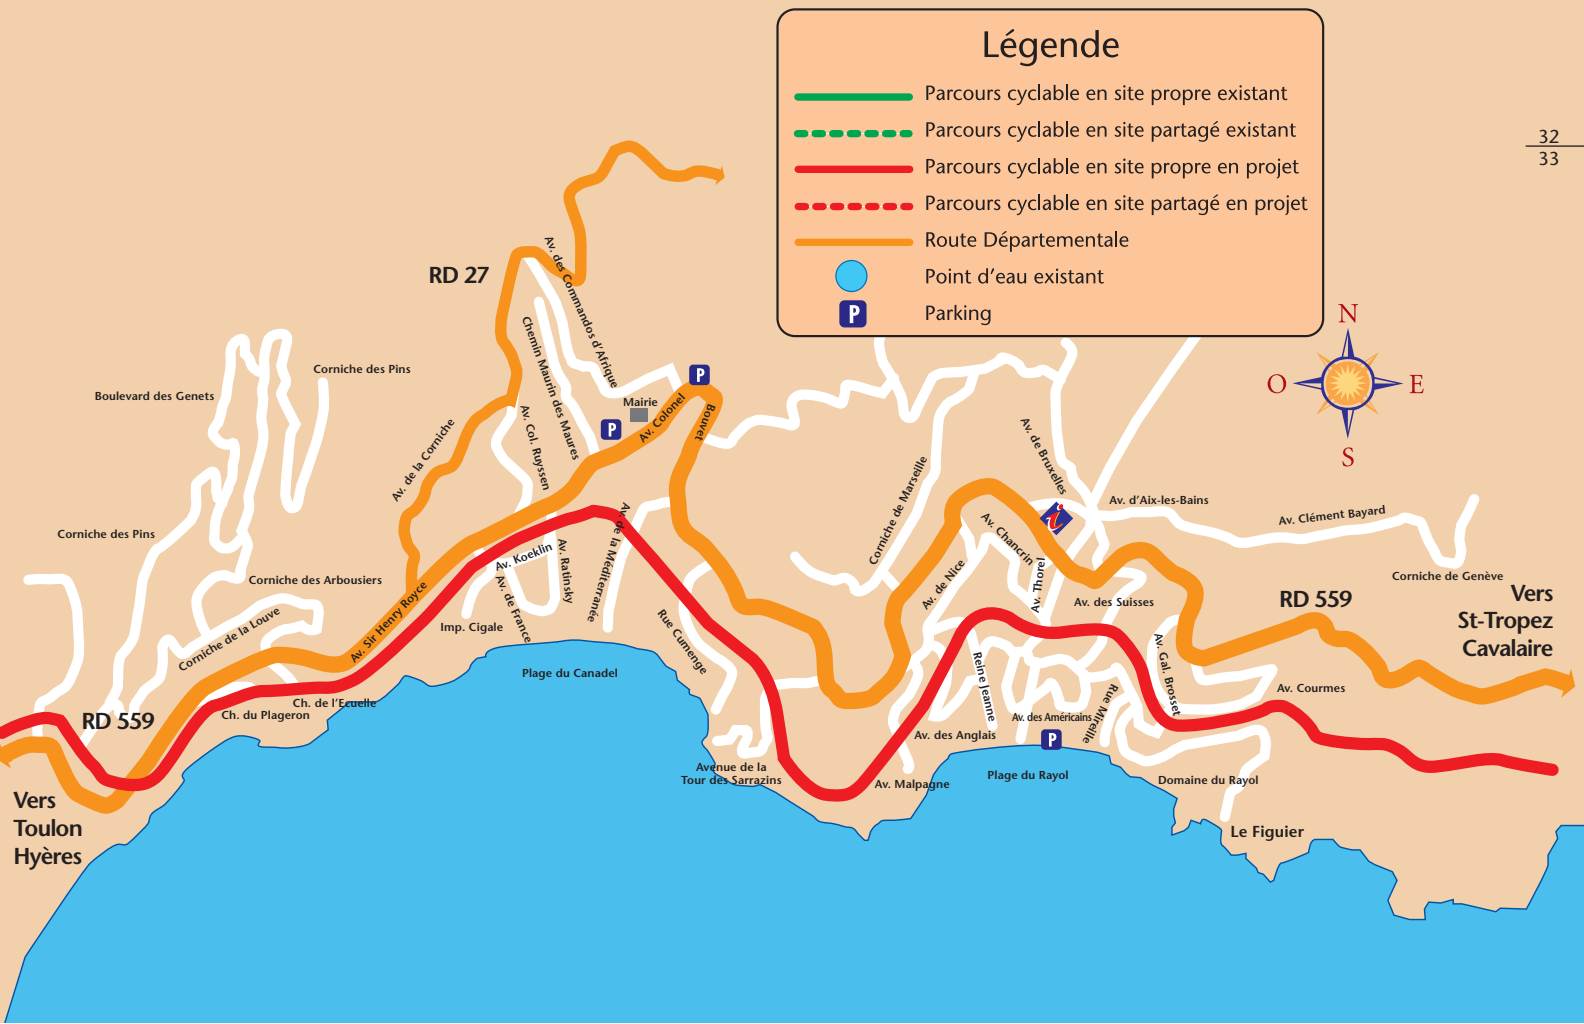 Légende
Parcours cyclable en site propre existant
Parcours cyclable en site partagé existant
Parcours cyclable en site propre en projet
Parcours cyclable en site partagé en projet
Route Départementale
Point d'eau existant
P
Parking
32
33
N
O
E
S
RD 27
Av. des Commandos d'Afrique
Chemin Maurin des Maures
Corniche des Pins
Boulevard des Genets
P
Mairie
P
Av. Colonel
Bouvet
Av. de la Corniche
Av. Col. Ruyssen
Corniche de Marseille
Av. de Bruxelles
Av. d'Aix-les-Bains
Av. Clément Bayard
i
Corniche des Pins
Av. de la Méditerranée
Av. Chancrin
Av. Koeklin
Av. Ratinsky
Corniche des Arbousiers
Av. de Nice
Av. Thorel
Corniche de Genève
Av. Sir Henry Royce
Av. de France
Av. des Suisses
RD 559
Vers
St-Tropez
Cavalaire
Corniche de la Louve
Imp. Cigale
Rue Cumenge
Plage du Canadel
Reine Jeanne
Av. Gal. Brosset
Av. Courmes
Ch. de l'Ecuelle
Ch. du Plageron
RD 559
Av. des Américains
Rue Mireille
Av. des Anglais
P
Avenue de la
Tour des Sarrazins
Av. Malpagne
Plage du Rayol
Domaine du Rayol
Vers
Toulon
Hyères
Le Figuier